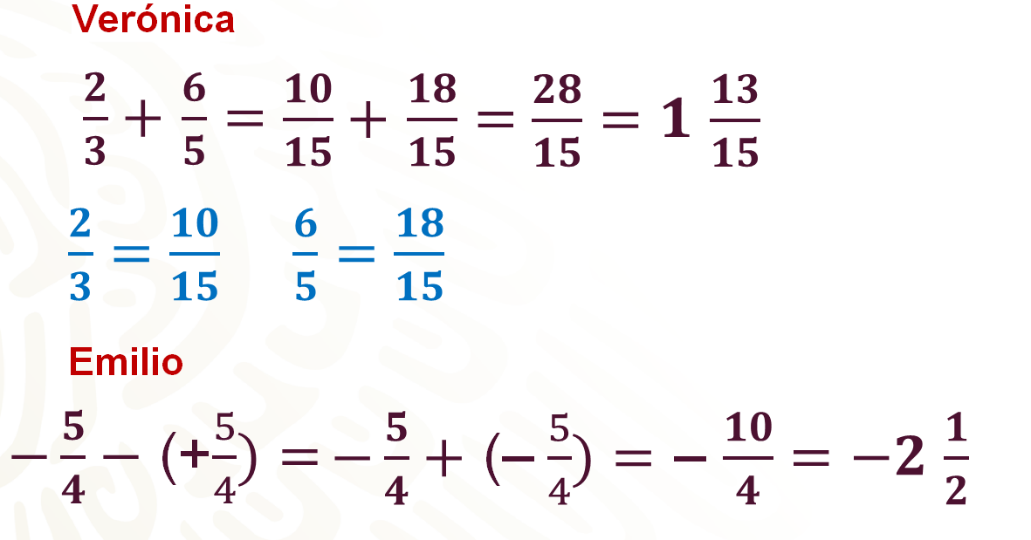 Verónica
2/3 + 6/5 = 10/15 + 18/15 = 28/15 = 1 13/15
2/3 = 10/15 6/5 = 18/15
Emilio
− 5/4 − (+ 5/4) = − 5/4 + (− 5/4) = − 10/4 = −2 1/2